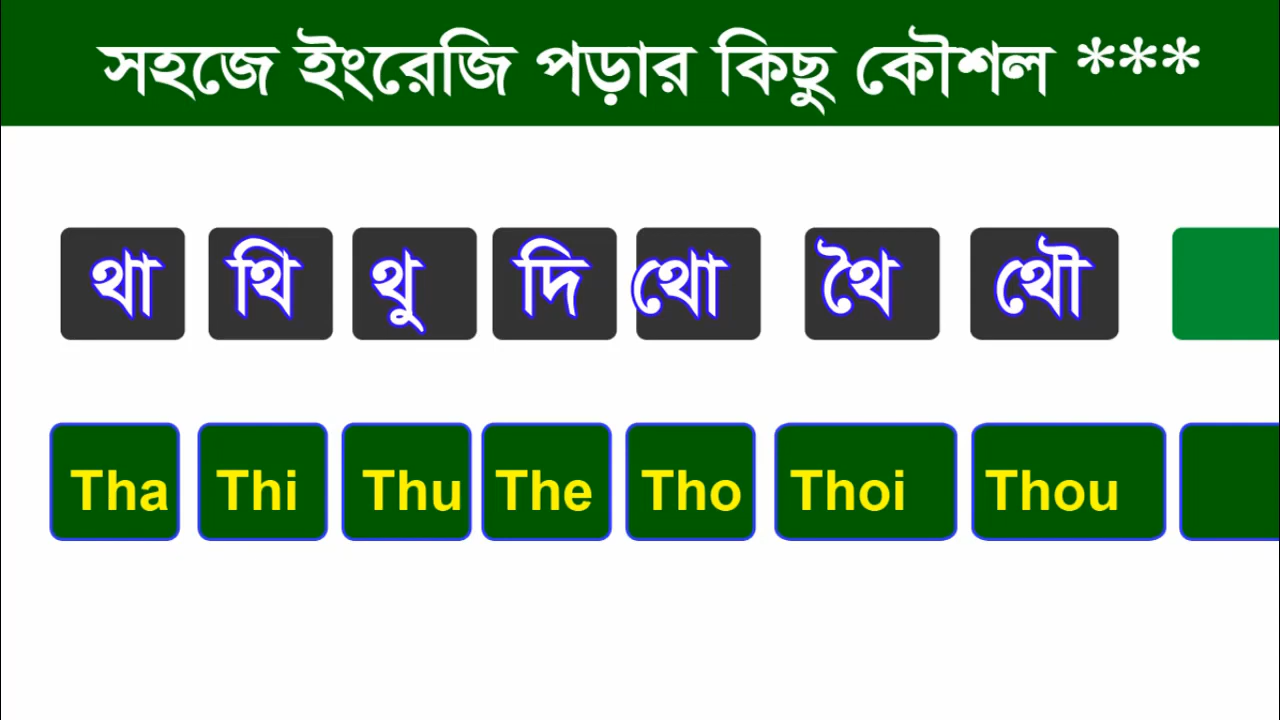 সহজে ইংরেজি পড়ার কিছু কৌশল ***
থা থি থু দি থো থৈ থৌ
Tha Thi Thu The Tho Thoi Thou